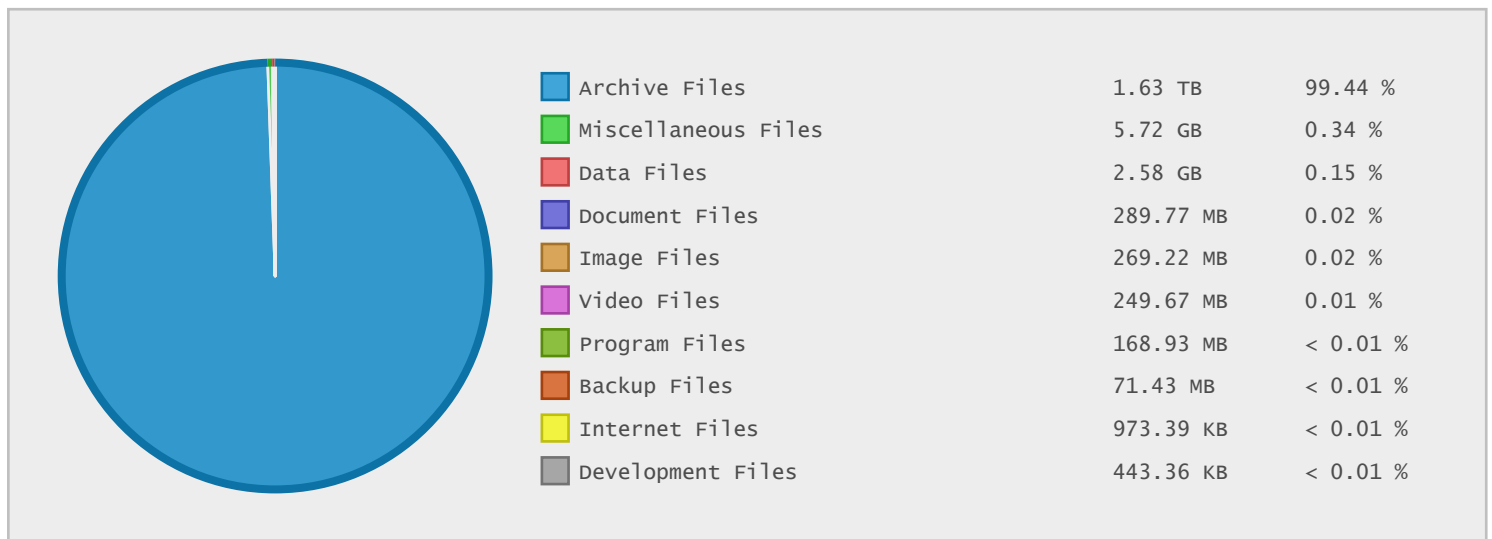 Archive Files 1.63 TB 99.44 %
Miscellaneous Files 5.72 GB 0.34 %
Data Files 2.58 GB 0.15 %
Document Files 289.77 MB 0.02 %
Image Files 269.22 MB 0.02 %
Video Files 249.67 MB 0.01 %
Program Files 168.93 MB < 0.01 %
Backup Files 71.43 MB < 0.01 %
Internet Files 973.39 KB < 0.01 %
Development Files 443.36 KB < 0.01 %